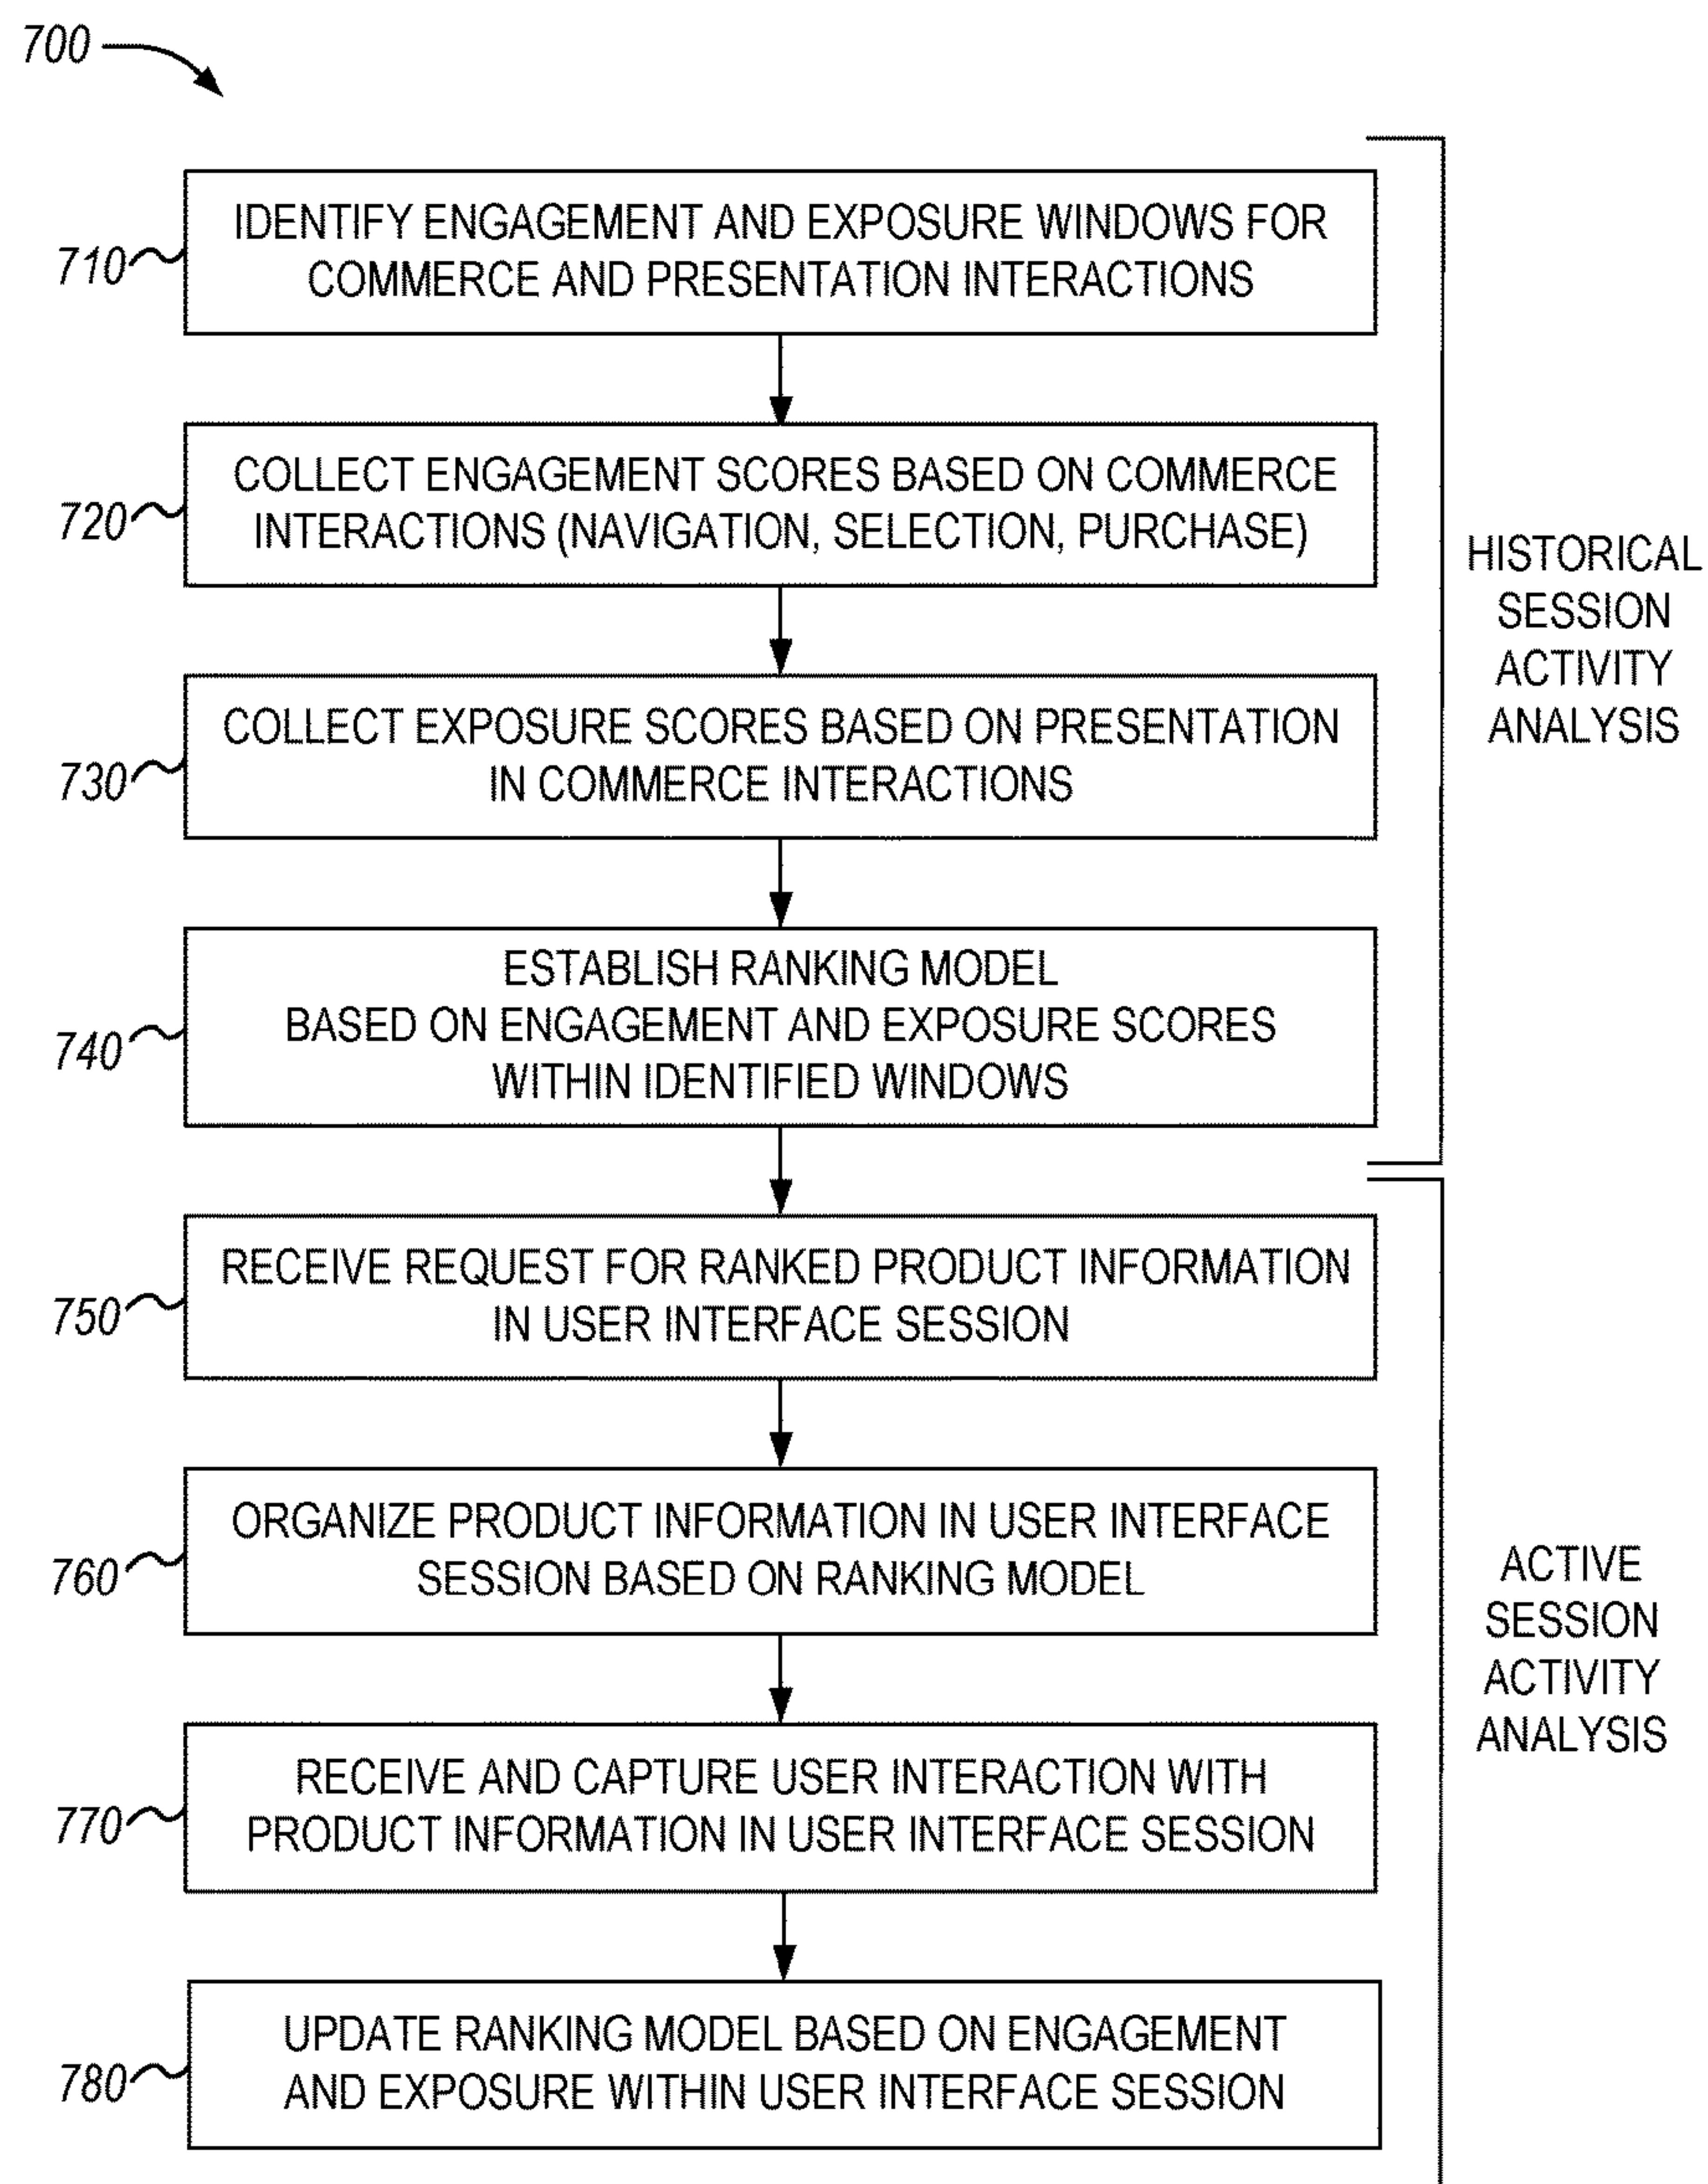 700
710
IDENTIFY ENGAGEMENT AND EXPOSURE WINDOWS FOR
COMMERCE AND PRESENTATION INTERACTIONS
720
COLLECT ENGAGEMENT SCORES BASED ON COMMERCE
INTERACTIONS (NAVIGATION, SELECTION, PURCHASE)
730
COLLECT EXPOSURE SCORES BASED ON PRESENTATION
IN COMMERCE INTERACTIONS
740
ESTABLISH RANKING MODEL
BASED ON ENGAGEMENT AND EXPOSURE SCORES
WITHIN IDENTIFIED WINDOWS
HISTORICAL
SESSION
ACTIVITY
ANALYSIS
750
RECEIVE REQUEST FOR RANKED PRODUCT INFORMATION
IN USER INTERFACE SESSION
760
ORGANIZE PRODUCT INFORMATION IN USER INTERFACE
SESSION BASED ON RANKING MODEL
770
RECEIVE AND CAPTURE USER INTERACTION WITH
PRODUCT INFORMATION IN USER INTERFACE SESSION
780
UPDATE RANKING MODEL BASED ON ENGAGEMENT
AND EXPOSURE WITHIN USER INTERFACE SESSION
ACTIVE
SESSION
ACTIVITY
ANALYSIS